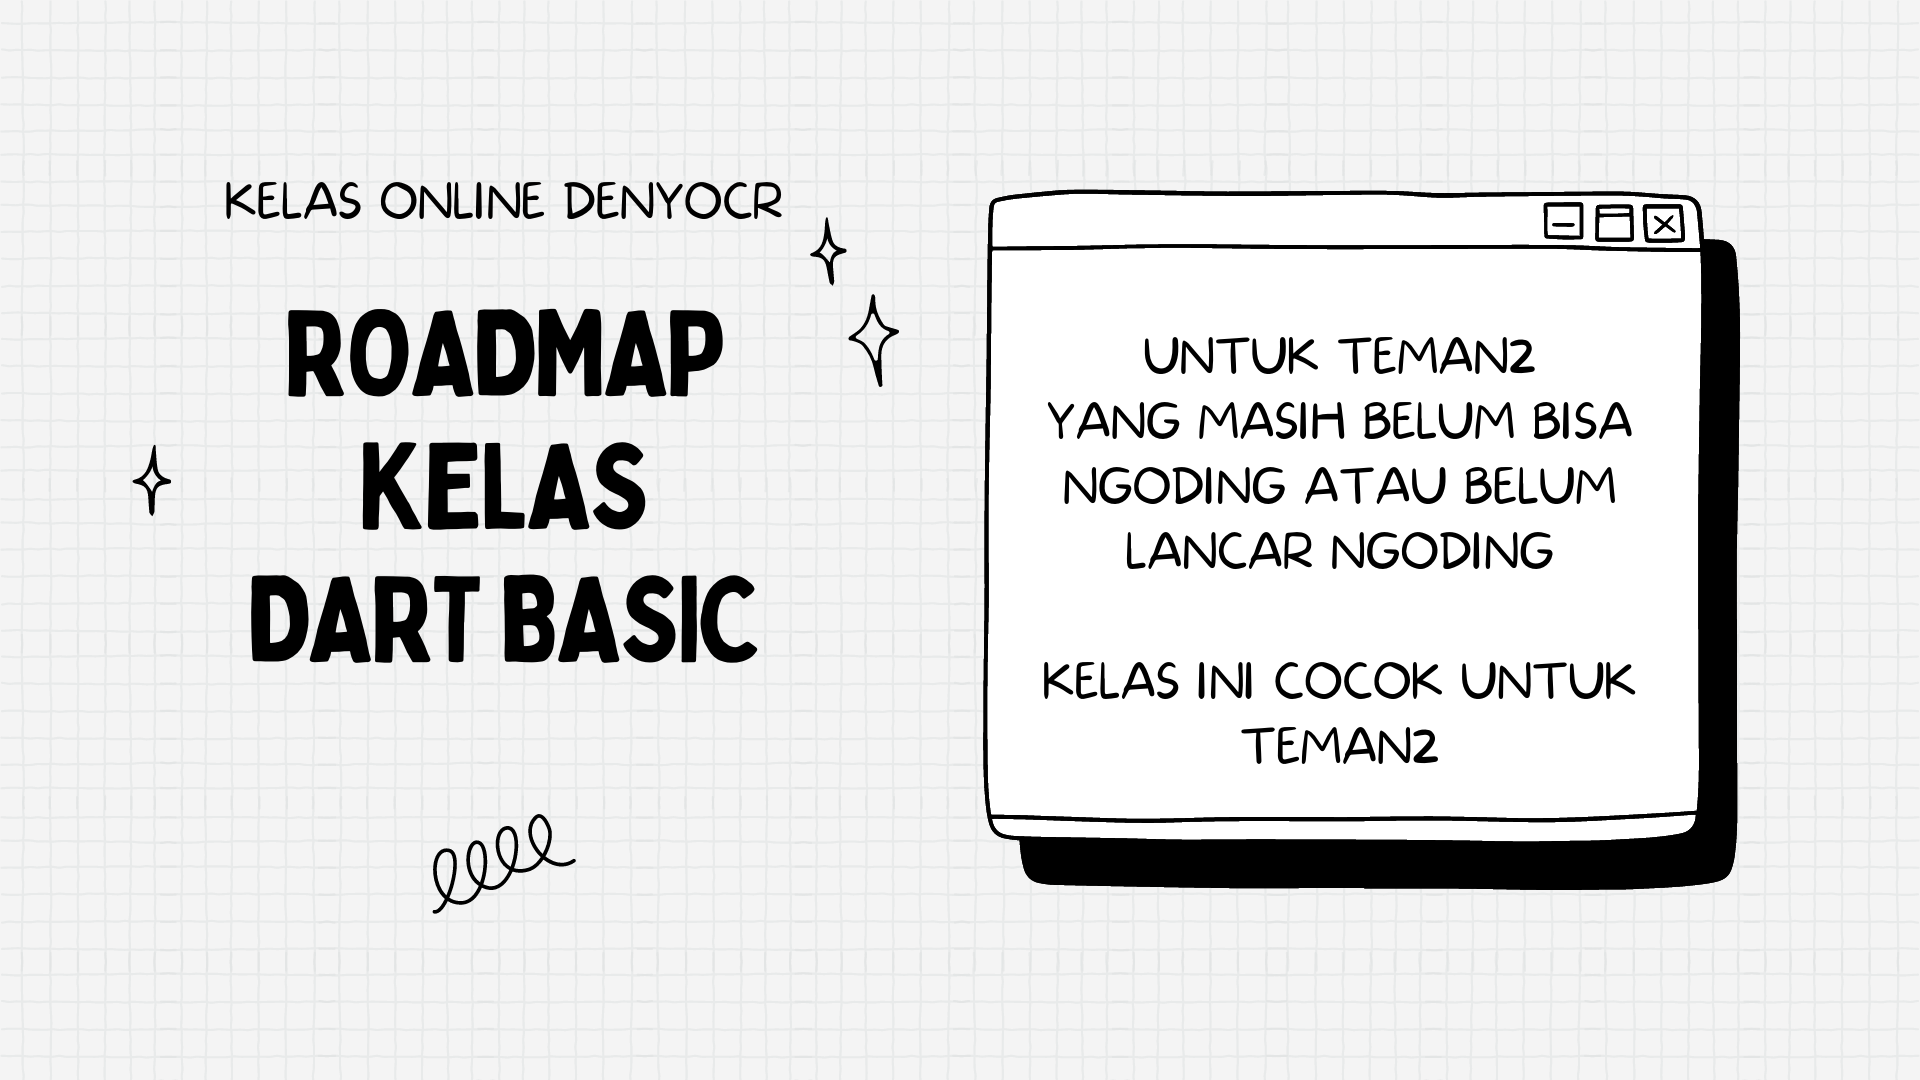 KELAS ONLINE DENYOCR
ROADMAP
KELAS
DART BASIC
UNTUK TEMAN2
YANG MASIH BELUM BISA
NGODING ATAU BELUM
LANCAR NGODING
KELAS INI COCOK UNTUK
TEMAN2